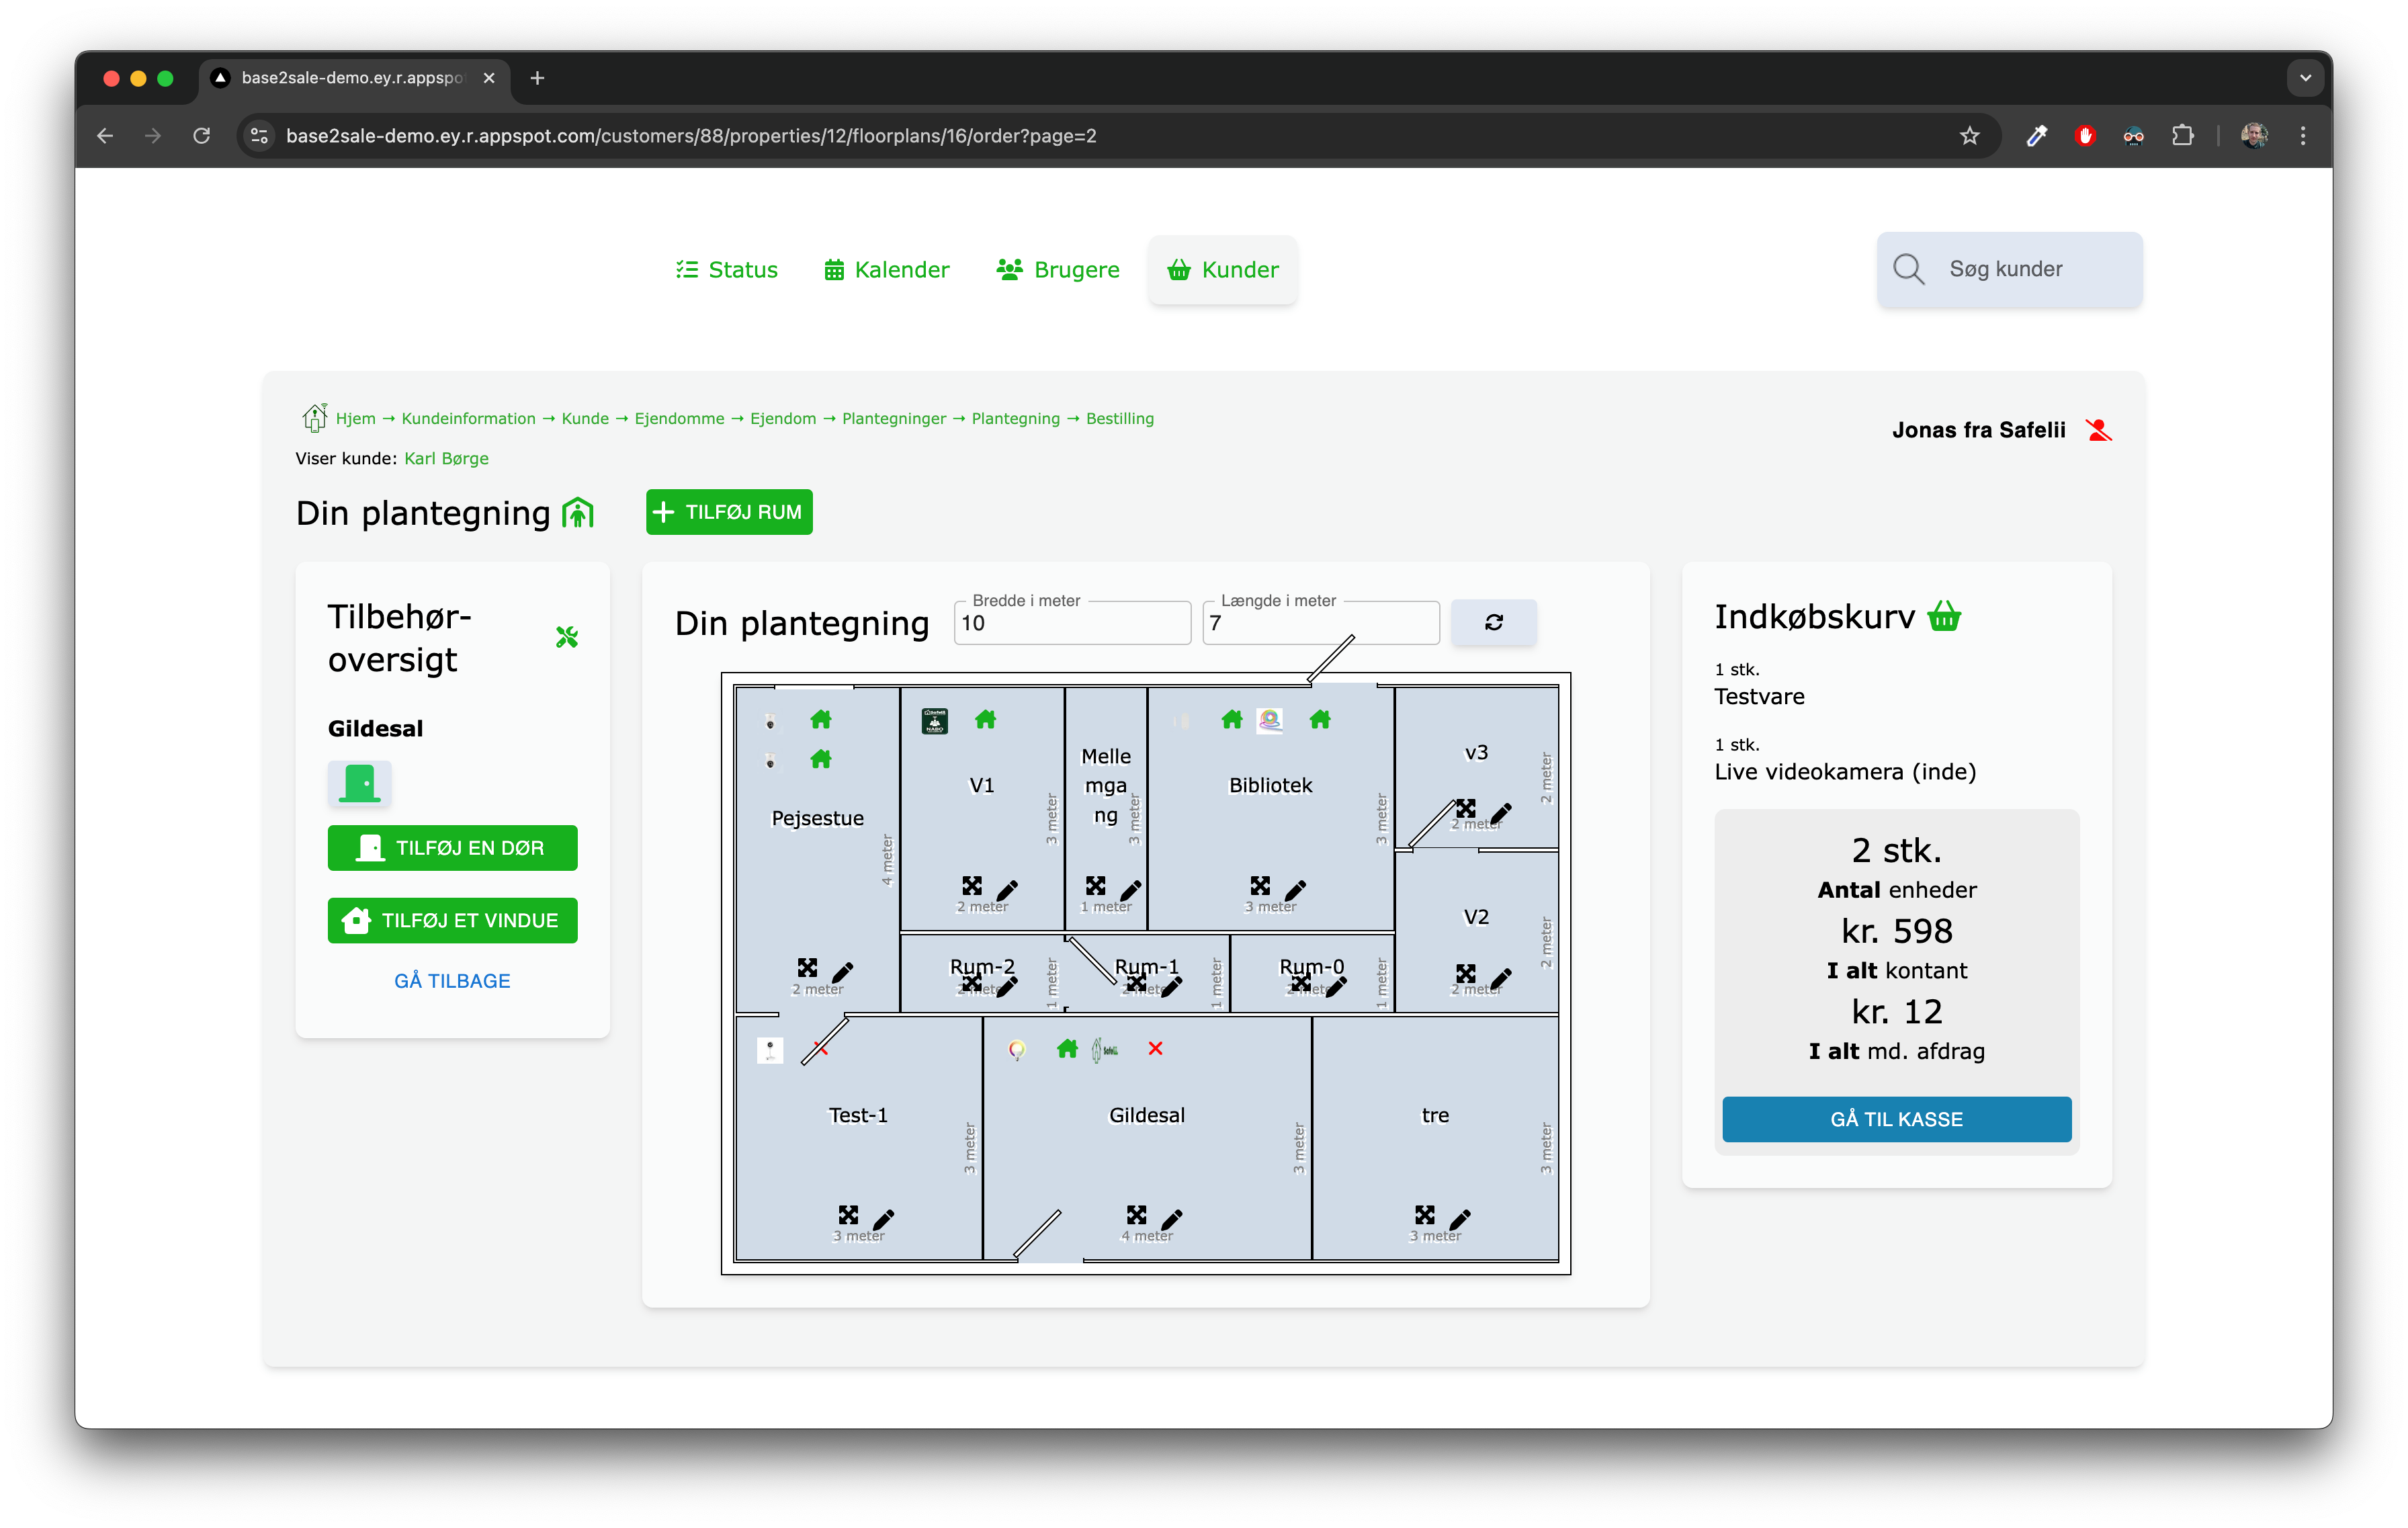 base2sale-demo.ey.r.appspo
base2sale-demo.ey.r.appspot.com/customers/88/properties/12/floorplans/16/order?page=2
Status
Kalender
Brugere
Kunder
Søg kunder
Hjem → Kundeinformation → Kunde → Ejendomme → Ejendom → Plantegninger → Plantegning → Bestilling
Jonas fra Safelii
Viser kunde: Karl Børge
Din plantegning
TILFØJ RUM
Tilbehør-
oversigt
Gildesal
TILFØJ EN DØR
TILFØJ ET VINDUE
GÅ TILBAGE
Din plantegning
Bredde i meter
10
Længde i meter
7
Pejsestue
4 meter
2 meter
V1
3 meter
2 meter
Melle
mga
ng
3 meter
1 meter
Bibliotek
3 meter
3 meter
v3
2 meter
2 meter
V2
2 meter
2 meter
Rum-2
1 meter
2 meter
Rum-1
1 meter
2 meter
Rum-0
1 meter
2 meter
Test-1
3 meter
3 meter
Gildesal
3 meter
4 meter
tre
3 meter
3 meter
Indkøbskurv
1 stk.
Testvare
1 stk.
Live videokamera (inde)
2 stk.
Antal enheder
kr. 598
I alt kontant
kr. 12
I alt md. afdrag
GÅ TIL KASSE